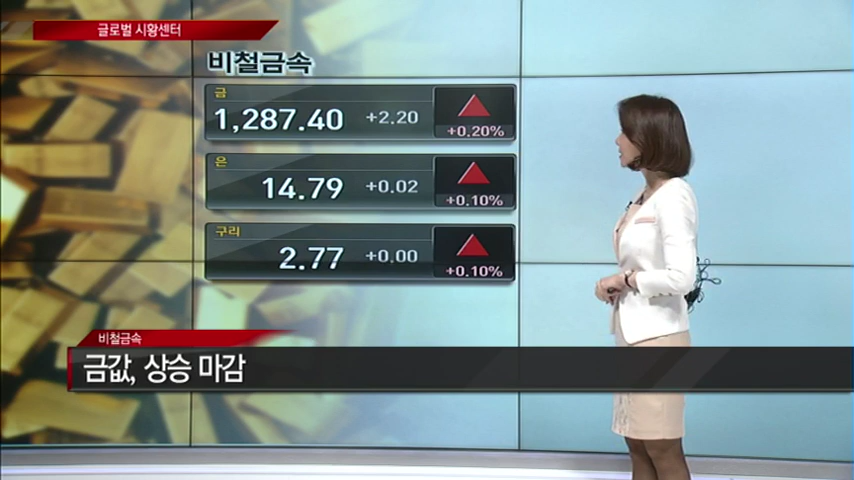 글로벌 시황센터
비철금속
금
1,287.40 +2.20 +0.20%
은
14.79 +0.02 +0.10%
구리
2.77 +0.00 +0.10%
비철금속
금값, 상승 마감